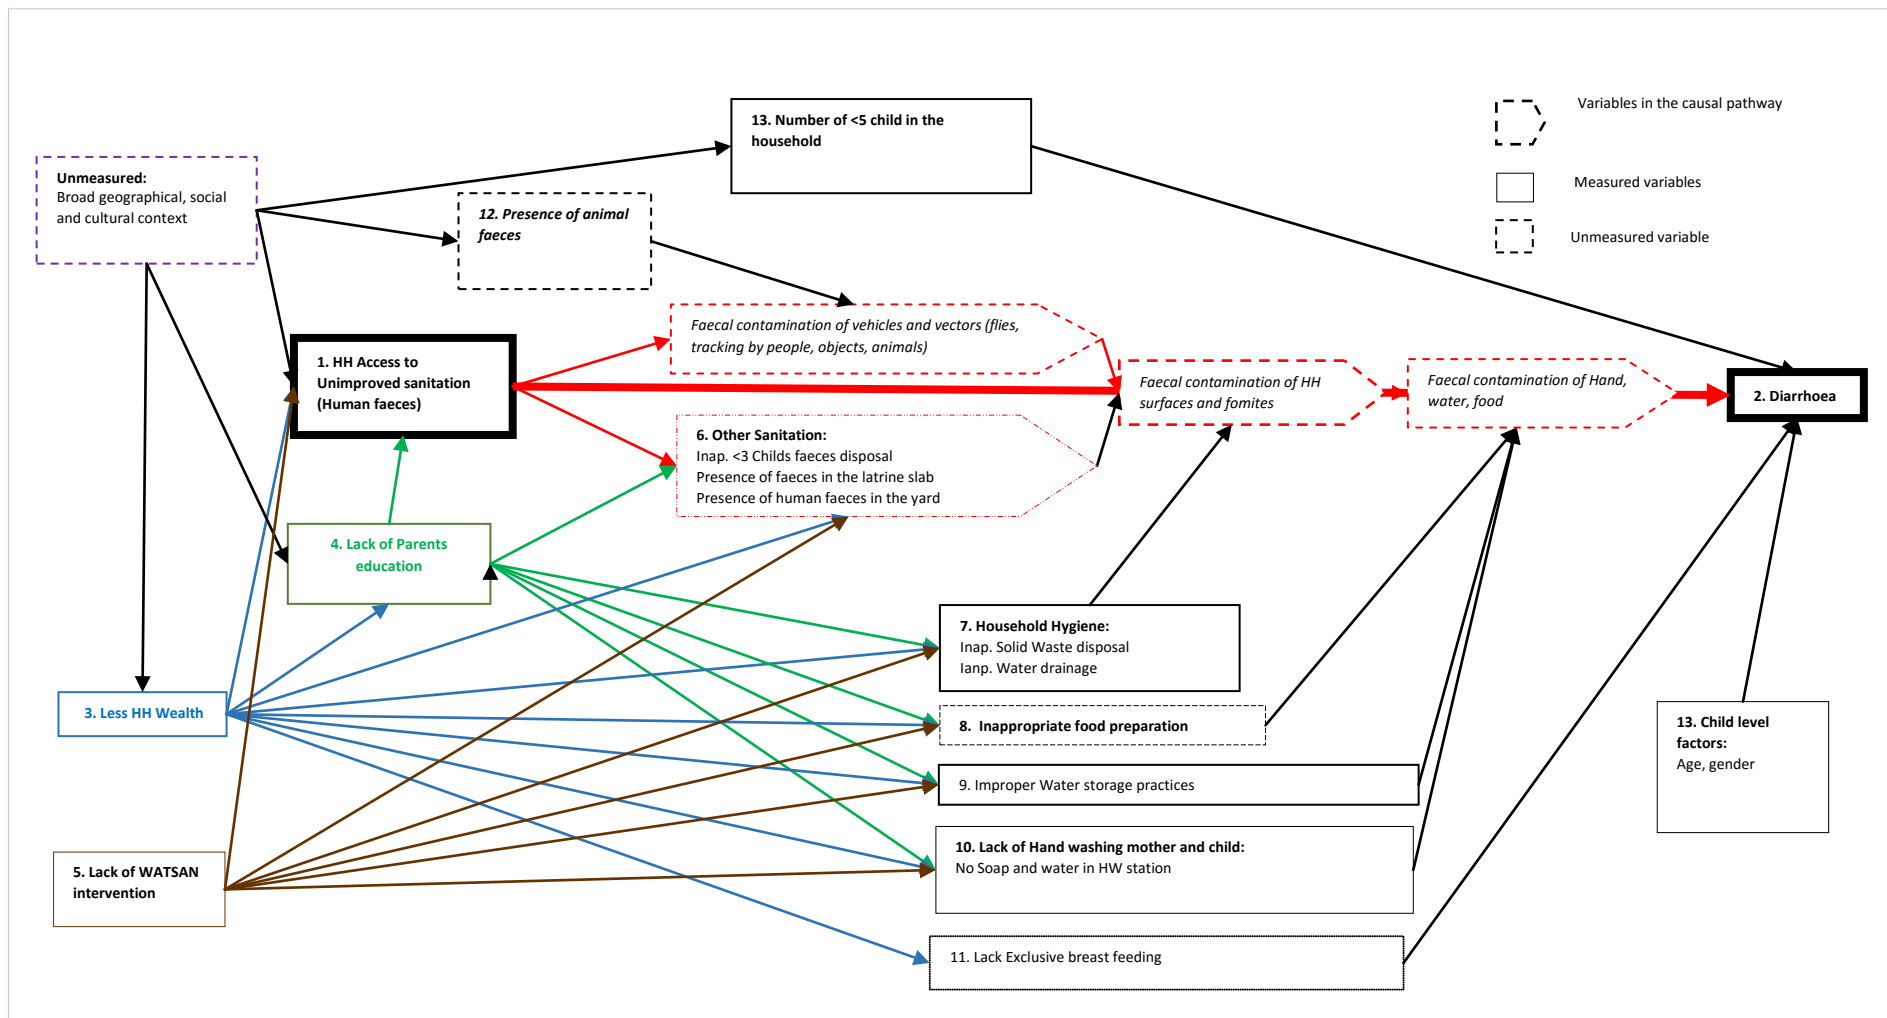 Variables in the causal pathway
Measured variables
Unmeasured variable
13. Number of <5 child in the
household
Unmeasured:
Broad geographical, social
and cultural context
12. Presence of animal
faeces
Faecal contamination of vehicles and vectors (flies,
tracking by people, objects, animals)
1. HH Access to
Unimproved sanitation
(Human faeces)
Faecal contamination of HH
surfaces and fomites
Faecal contamination of Hand,
water, food
2. Diarrhoea
6. Other Sanitation:
Inap. <3 Childs faeces disposal
Presence of faeces in the latrine slab
Presence of human faeces in the yard
4. Lack of Parents
education
7. Household Hygiene:
Inap. Solid Waste disposal
Ianp. Water drainage
3. Less HH Wealth
8. Inappropriate food preparation
13. Child level
factors:
Age, gender
9. Improper Water storage practices
10. Lack of Hand washing mother and child:
No Soap and water in HW station
5. Lack of WATSAN
intervention
11. Lack Exclusive breast feeding